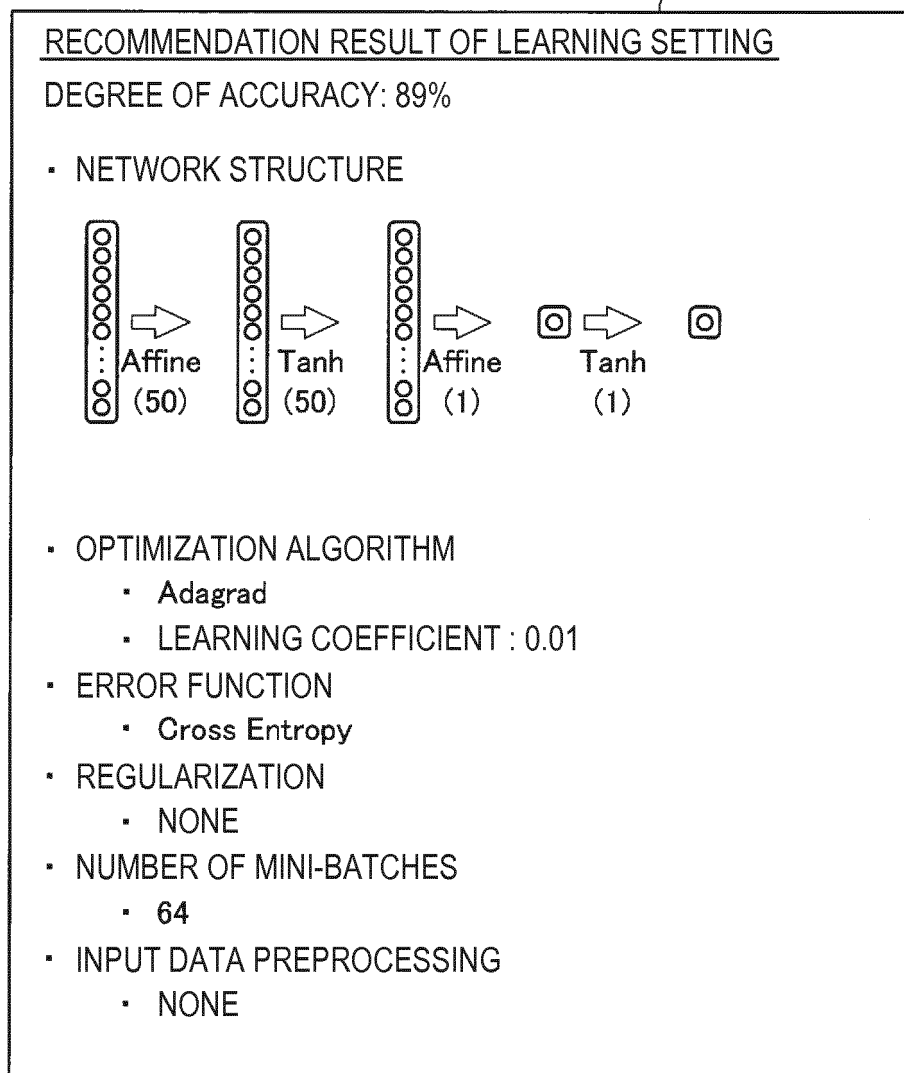 RECOMMENDATION RESULT OF LEARNING SETTING
DEGREE OF ACCURACY: 89%
・ NETWORK STRUCTURE
Affine Tanh Affine Tanh
(50) (50) (1) (1)
・ OPTIMIZATION ALGORITHM
・ Adagrad
・ LEARNING COEFFICIENT : 0.01
・ ERROR FUNCTION
・ Cross Entropy
・ REGULARIZATION
・ NONE
・ NUMBER OF MINI-BATCHES
・ 64
・ INPUT DATA PREPROCESSING
・ NONE